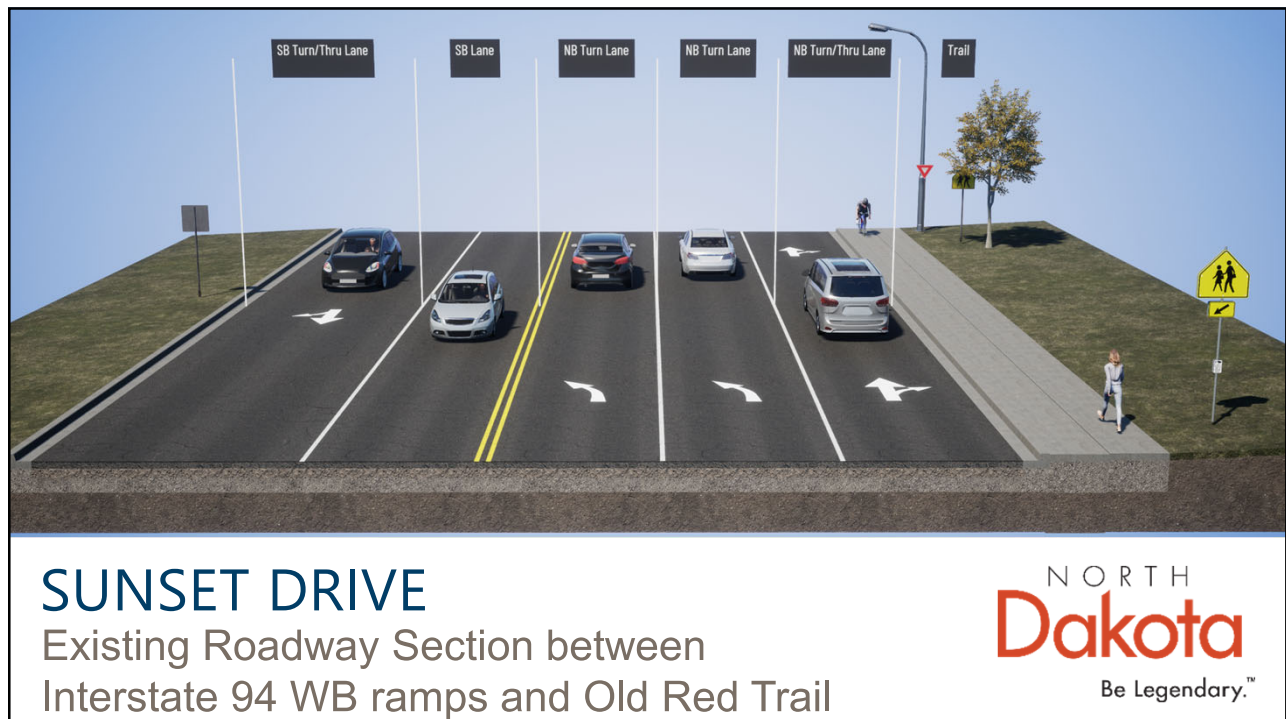 SB Turn/Thru Lane
SB Lane
NB Turn Lane
NB Turn Lane
NB Turn/Thru Lane
Trail
SUNSET DRIVE
Existing Roadway Section between
Interstate 94 WB ramps and Old Red Trail
NORTH
Dakota
Be Legendary.™